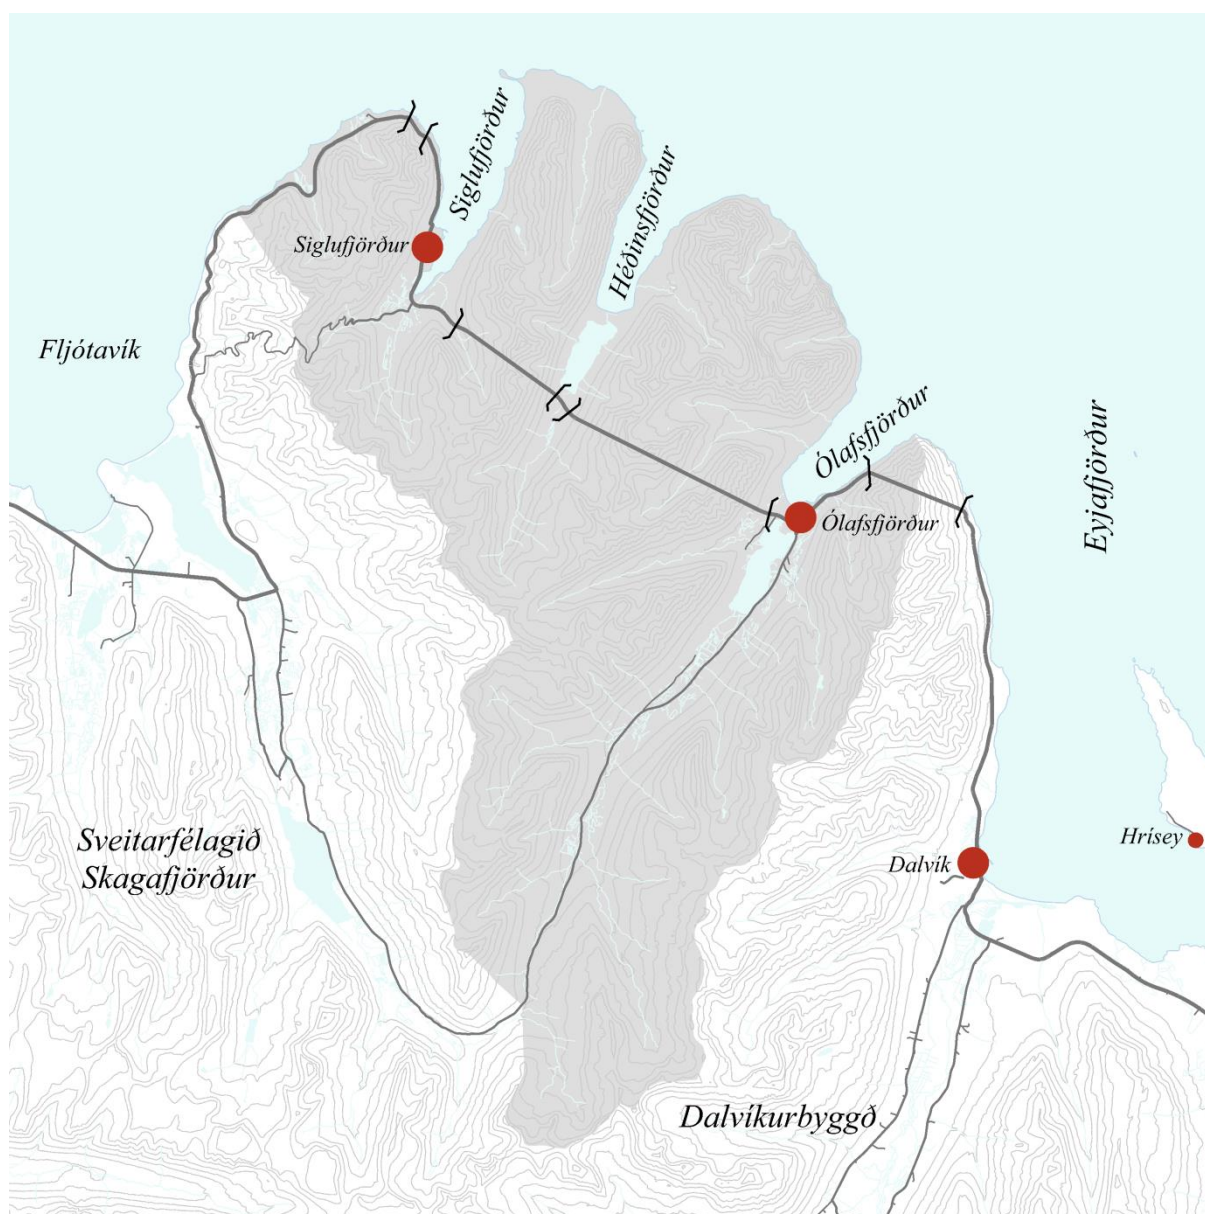 Siglufjörður
Héðinsfjörður
Siglufjörður
Fljótavík
Ólafsfjörður
Ólafsfjörður
Eyjafjörður
Sveitarfélagið
Skagafjörður
Hrísey
Dalvík
Dalvíkurbyggð